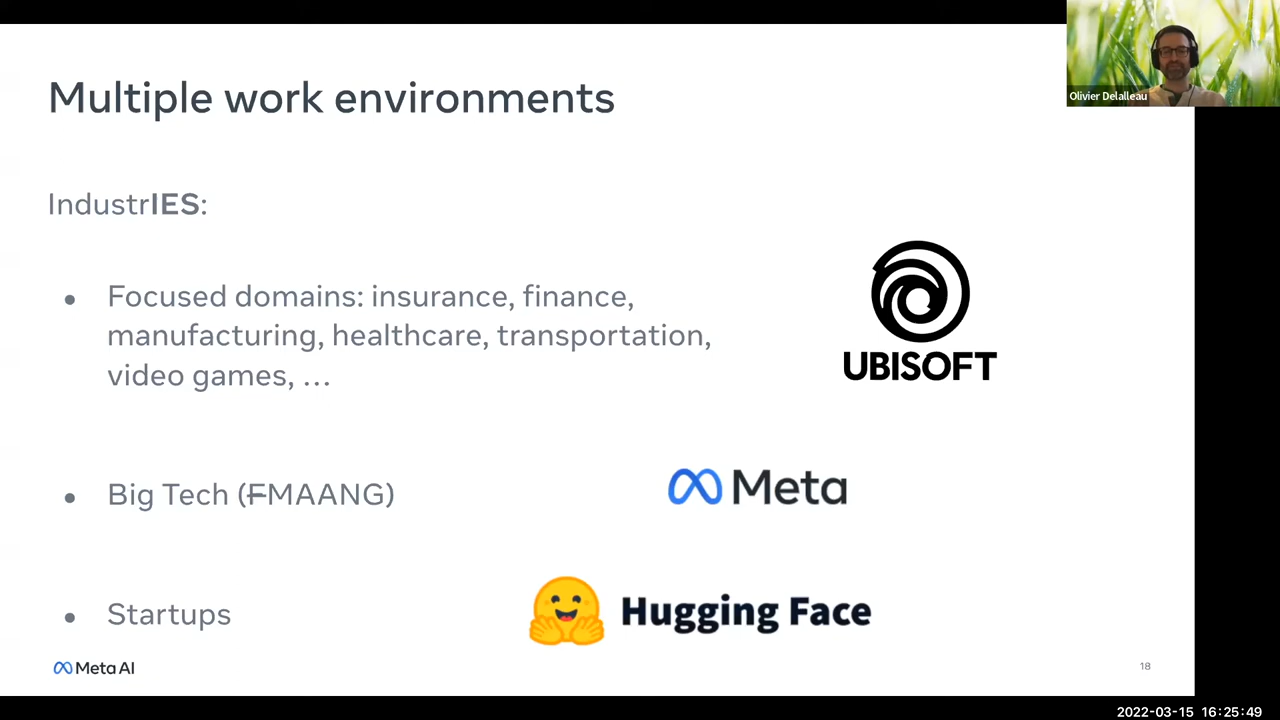 Multiple work environments
Olivier Delalleau
IndustrIES:
● Focused domains: insurance, finance,
manufacturing, healthcare, transportation,
video games, …
UBISOFT
● Big Tech (FMAANG)
Meta
● Startups
Hugging Face
Meta AI
18
2022-03-15 16:25:49